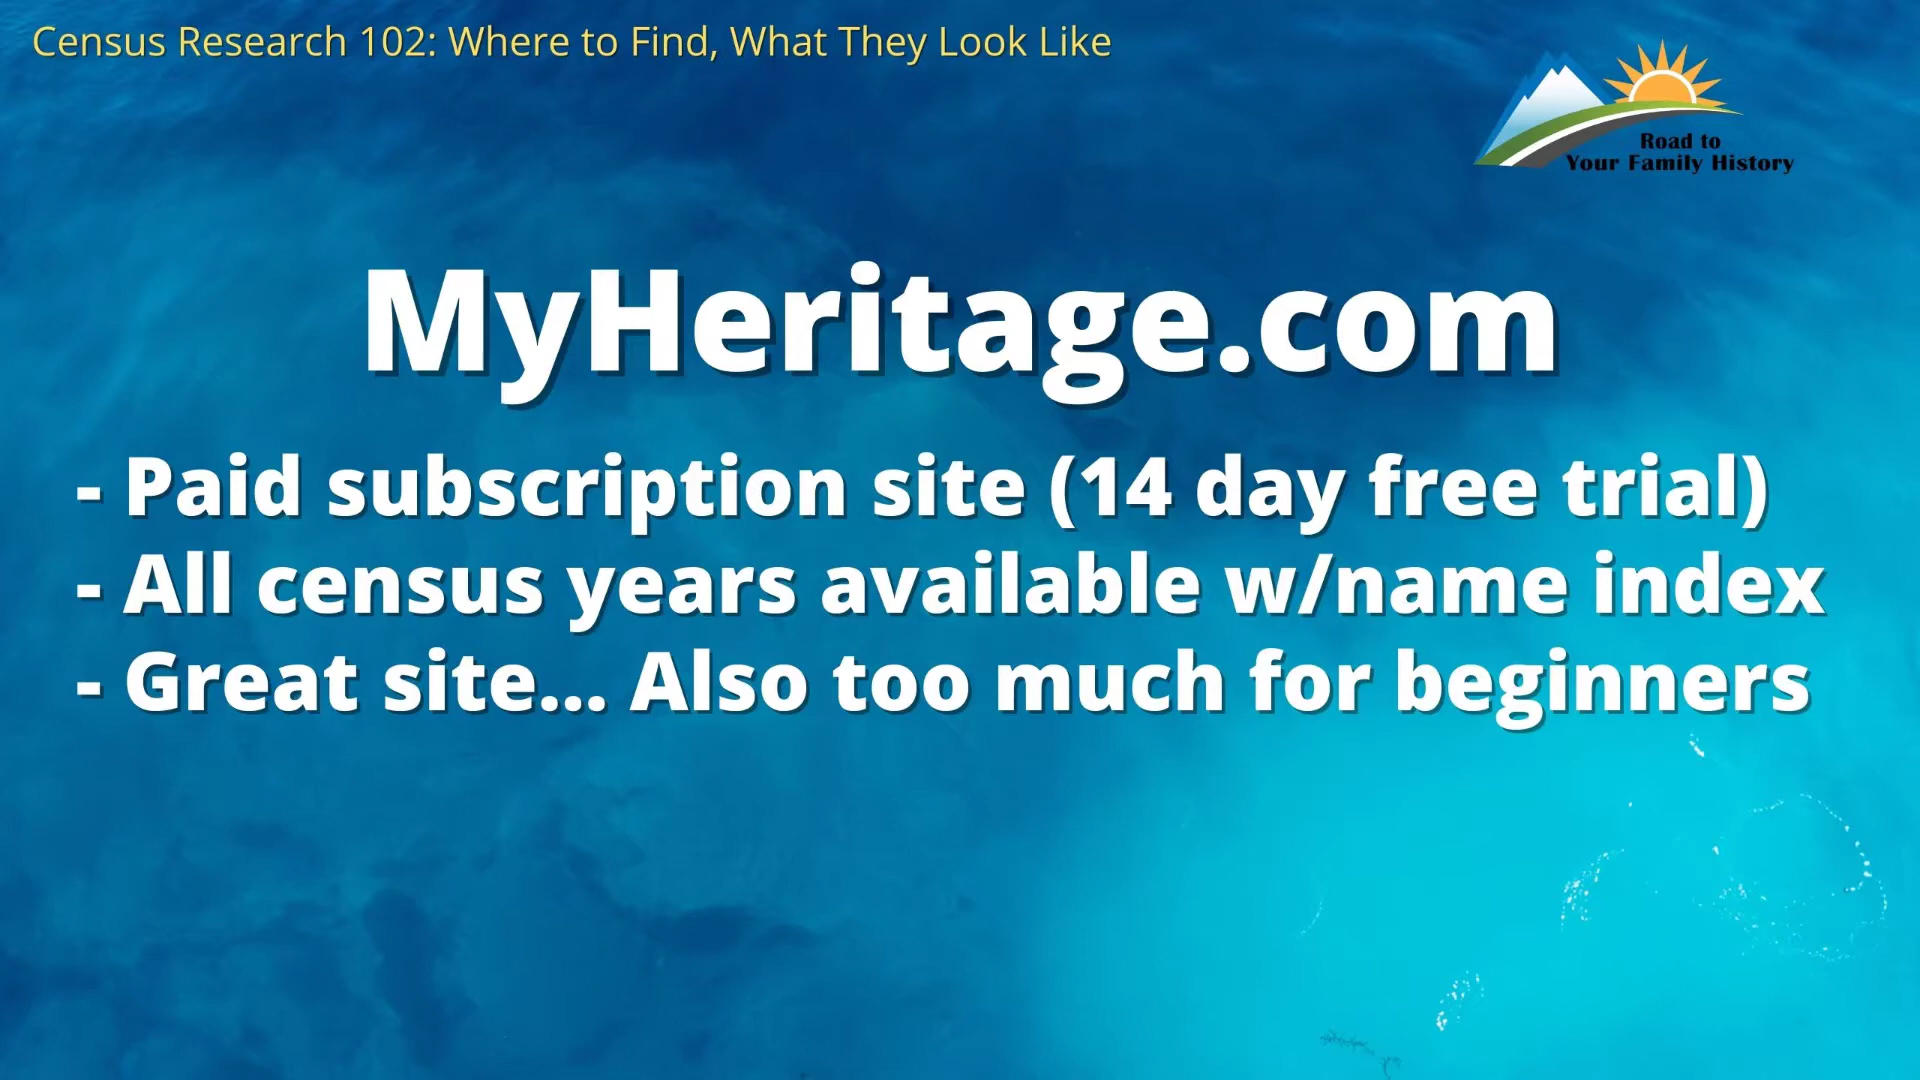 Census Research 102: Where to Find, What They Look Like
Road to
Your Family History
MyHeritage.com
- Paid subscription site (14 day free trial)
- All census years available w/name index
- Great site... Also too much for beginners